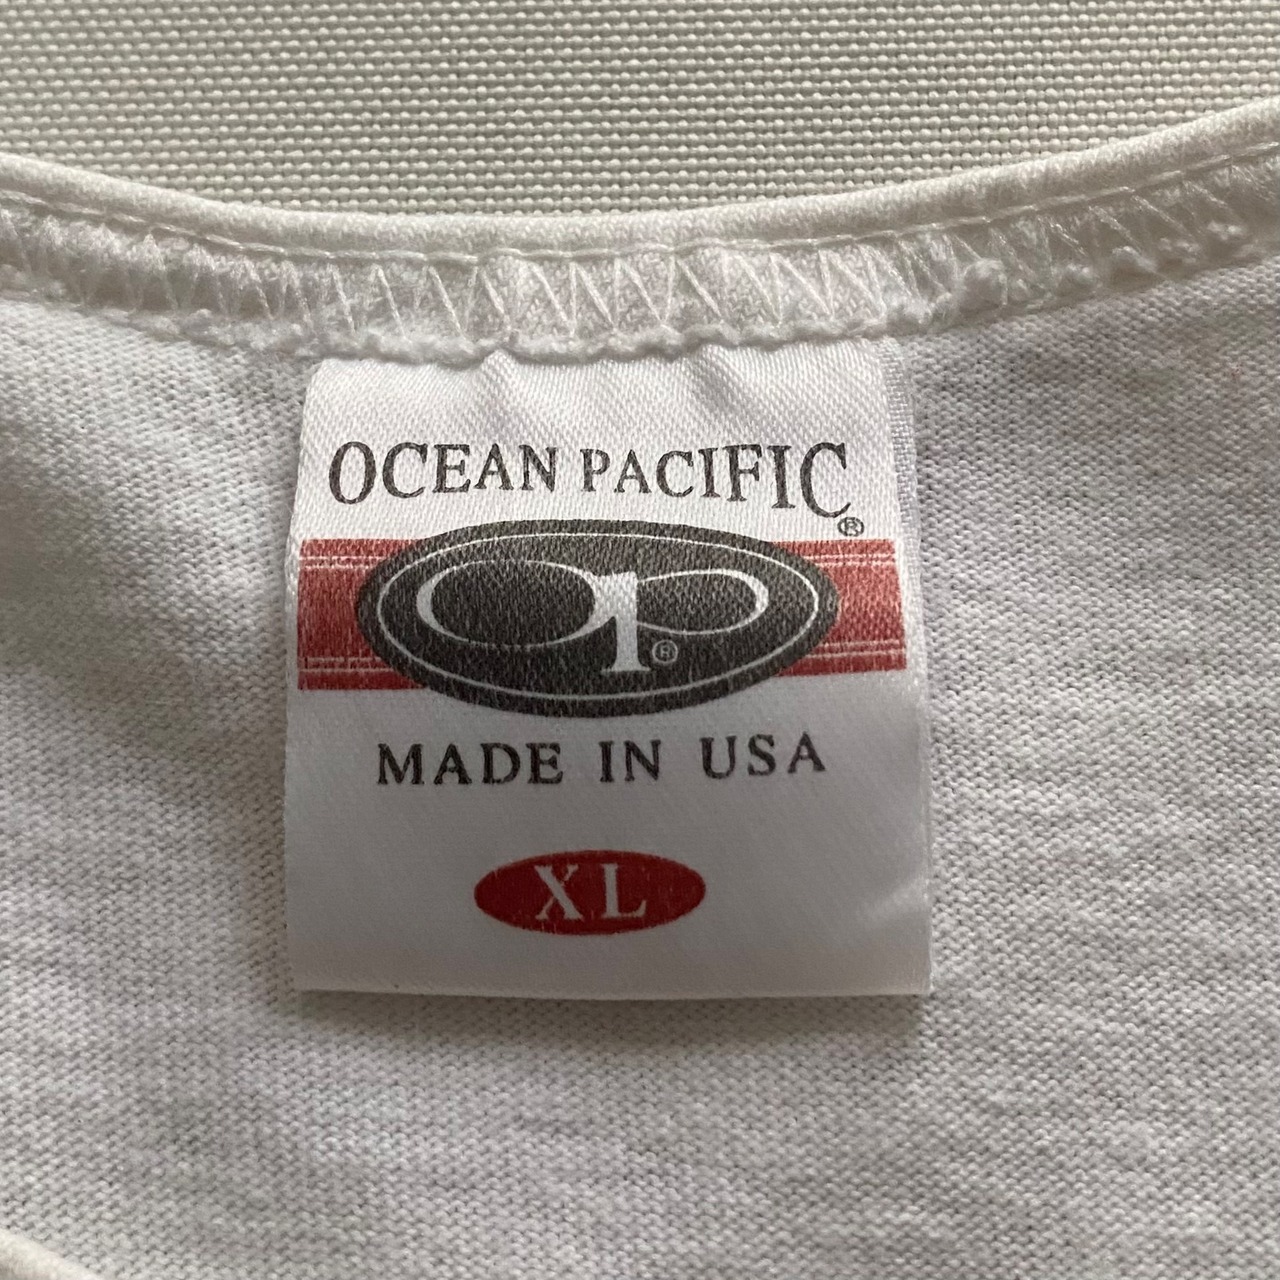 OCEAN PACIFIC®
op®
MADE IN USA
XL